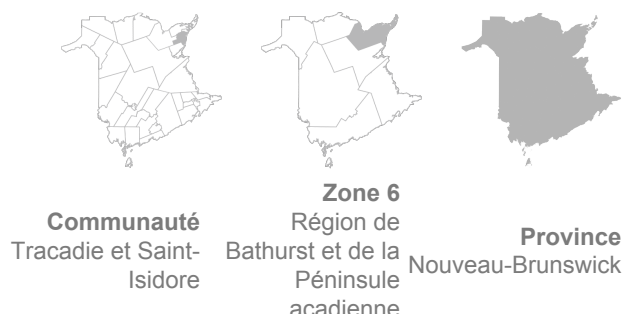 Communauté
Tracadie et Saint-
Isidore
Zone 6
Région de
Bathurst et de la
Péninsule
acadienne
Province
Nouveau-Brunswick